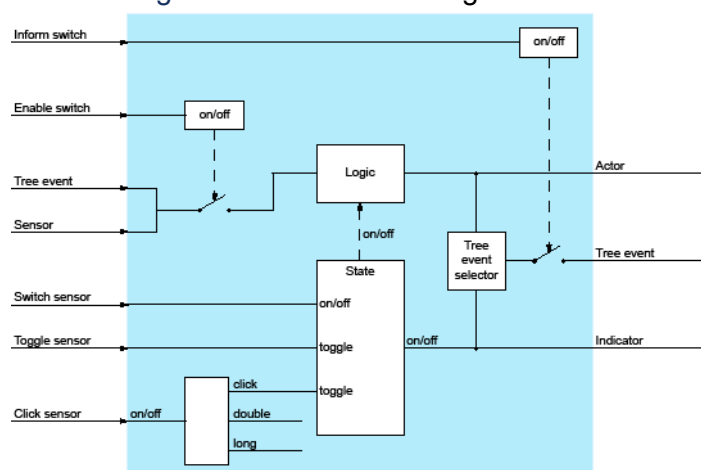 Inform switch
on/off
Enable switch
on/off
Tree event
Sensor
Logic
Actor
on/off
Tree
event
selector
Tree event
State
Switch sensor
on/off
Toggle sensor
toggle
on/off
Indicator
click
toggle
Click sensor
on/off
double
long